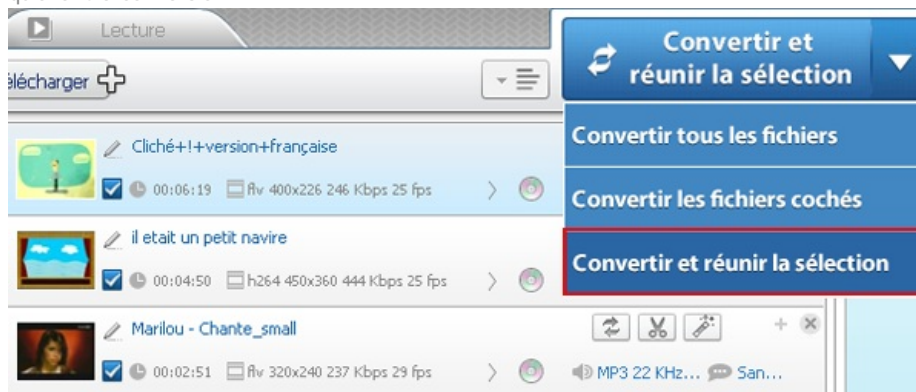 Lecture
Convertir et
réunir la sélection
élécharger
Convertir tous les fichiers
Cliché+!+version+française
00:06:19 flv 400x226 246 Kbps 25 fps
Convertir les fichiers cochés
il etait un petit navire
00:04:50 h264 450x360 444 Kbps 25 fps
Convertir et réunir la sélection
Marilou - Chante_small
00:02:51 flv 320x240 237 Kbps 29 fps MP3 22 KHz... San...